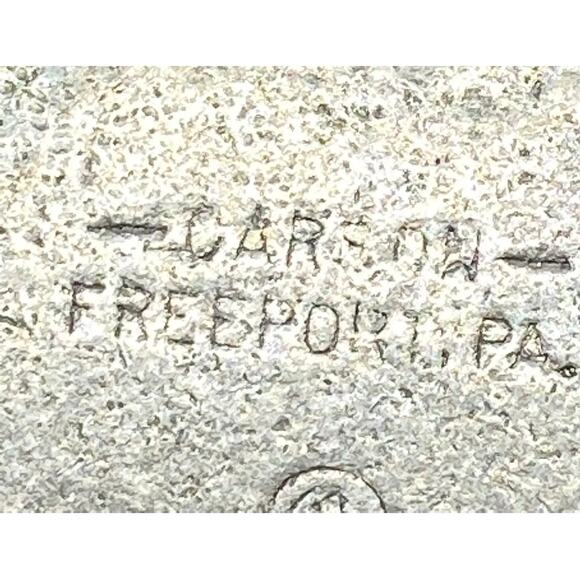 — CARSON —
FREEPORT, PA.